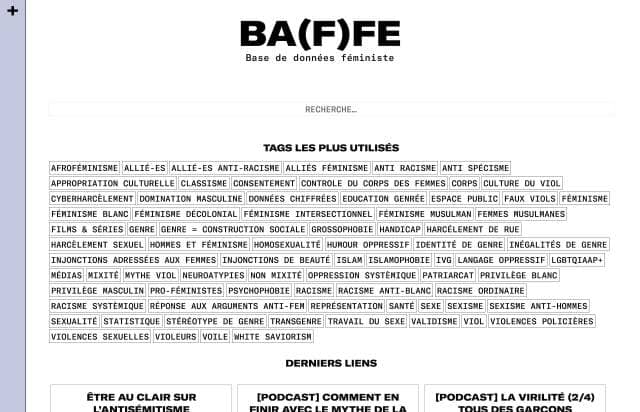 +
BA(F)FE
Base de données féministe
RECHERCHE…
TAGS LES PLUS UTILISÉS
AFROFÉMINISME ALLIÉ-ES ALLIÉ-ES ANTI-RACISME ALLIÉS FÉMINISME ANTI RACISME ANTI SPÉCISME
APPROPRIATION CULTURELLE CLASSISME CONSENTEMENT CONTROLE DU CORPS DES FEMMES CORPS CULTURE DU VIOL
CYBERHARCÈLEMENT DOMINATION MASCULINE DONNÉES CHIFFRÉES EDUCATION GENRÉE ESPACE PUBLIC FAUX VIOLS FÉMINISME
FÉMINISME BLANC FÉMINISME DÉCOLONIAL FÉMINISME INTERSECTIONNEL FÉMINISME MUSULMAN FEMMES MUSULMANES
FILMS & SÉRIES GENRE GENRE = CONSTRUCTION SOCIALE GROSSOPHOBIE HANDICAP HARCÈLEMENT DE RUE
HARCÈLEMENT SEXUEL HOMMES ET FÉMINISME HOMOSEXUALITÉ HUMOUR OPPRESSIF IDENTITÉ DE GENRE INÉGALITÉS DE GENRE
INJONCTIONS ADRESSÉES AUX FEMMES INJONCTIONS DE BEAUTÉ ISLAM ISLAMOPHOBIE IVG LANGAGE OPPRESSIF LGBTQIAAP+
MÉDIAS MIXITÉ MYTHE VIOL NEUROATYPIES NON MIXITÉ OPPRESSION SYSTÈMIQUE PATRIARCAT PRIVILÈGE BLANC
PRIVILÈGE MASCULIN PRO-FÉMINISTES PSYCHOPHOBIE RACISME RACISME ANTI-BLANC RACISME ORDINAIRE
RACISME SYSTÈMIQUE RÉPONSE AUX ARGUMENTS ANTI-FEM REPRÉSENTATION SANTÉ SEXE SEXISME SEXISME ANTI-HOMMES
SEXUALITÉ STATISTIQUE STÉRÉOTYPE DE GENRE TRANSGENRE TRAVAIL DU SEXE VALIDISME VIOL VIOLENCES POLICIÈRES
VIOLENCES SEXUELLES VIOLEURS VOILE WHITE SAVIORISM
DERNIERS LIENS
ÊTRE AU CLAIR SUR
L'ANTISÉMITISME
[PODCAST] COMMENT EN
FINIR AVEC LE MYTHE DE LA
[PODCAST] LA VIRILITÉ (2/4)
TOUS DES GARÇONS